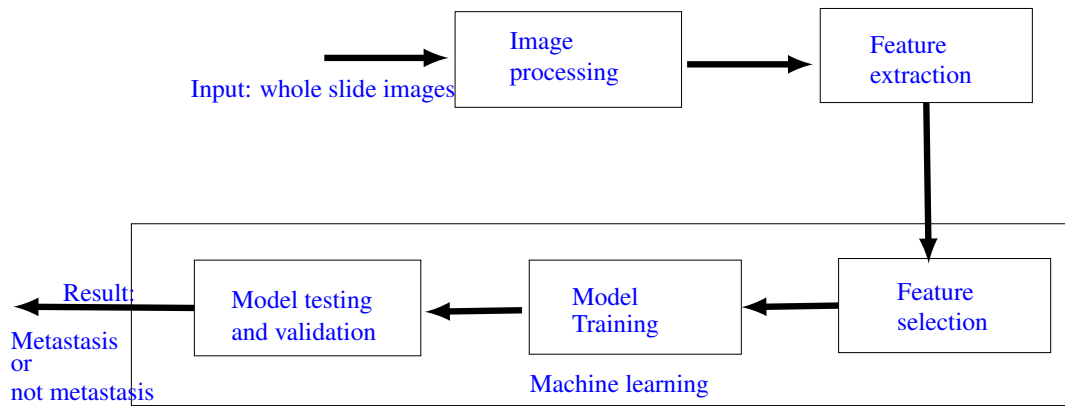 Image
processing
Feature
extraction
Input: whole slide images
Result:
Metastasis
or
not metastasis
Model testing
and validation
Model
Training
Feature
selection
Machine learning